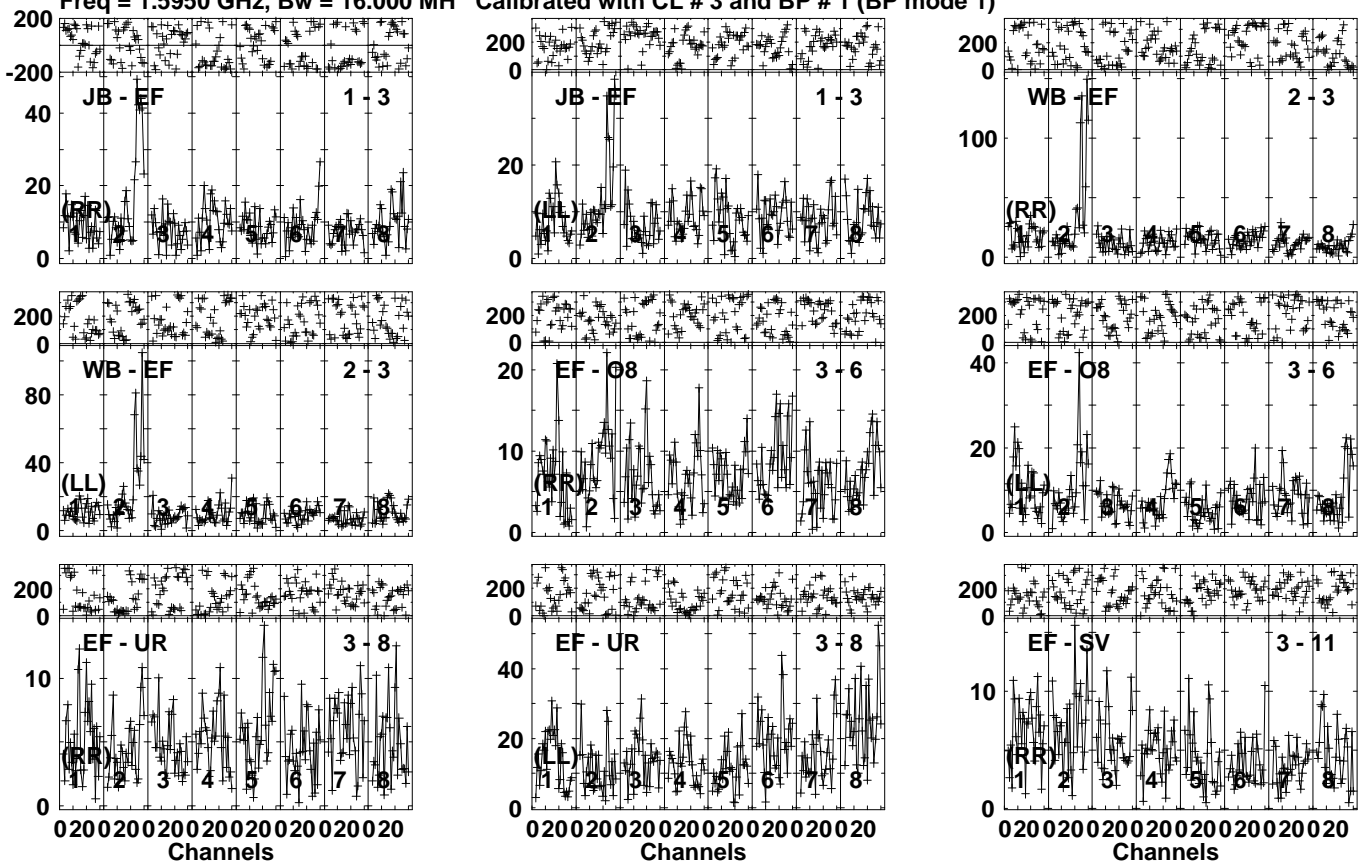 Freq = 1.5950 GHz, Bw = 16.000 MH Calibrated with CL # 3 and BP # 1 (BP mode 1)
200
-200
JB - EF 1 - 3
40
20
0
(RR)
1 2 3 4 5 6 7 8
200
0
JB - EF 1 - 3
20
0
(LL)
1 2 3 4 5 6 7 8
200
0
WB - EF 2 - 3
100
0
(RR)
1 2 3 4 5 6 7 8
200
0
WB - EF 2 - 3
80
40
0
(LL)
1 2 3 4 5 6 7 8
200
0
EF - O8 3 - 6
20
10
0
(RR)
1 2 3 4 5 6 7 8
200
0
EF - O8 3 - 6
40
20
0
(LL)
1 2 3 4 5 6 7 8
200
0
EF - UR 3 - 8
10
0
(RR)
1 2 3 4 5 6 7 8
0 20 0 20 0 20 0 20 0 20 0 20 0 20 0 20
Channels
200
0
EF - UR 3 - 8
40
20
0
(LL)
1 2 3 4 5 6 7 8
0 20 0 20 0 20 0 20 0 20 0 20 0 20 0 20
Channels
200
0
EF - SV 3 - 11
10
0
(RR)
1 2 3 4 5 6 7 8
0 20 0 20 0 20 0 20 0 20 0 20 0 20 0 20
Channels